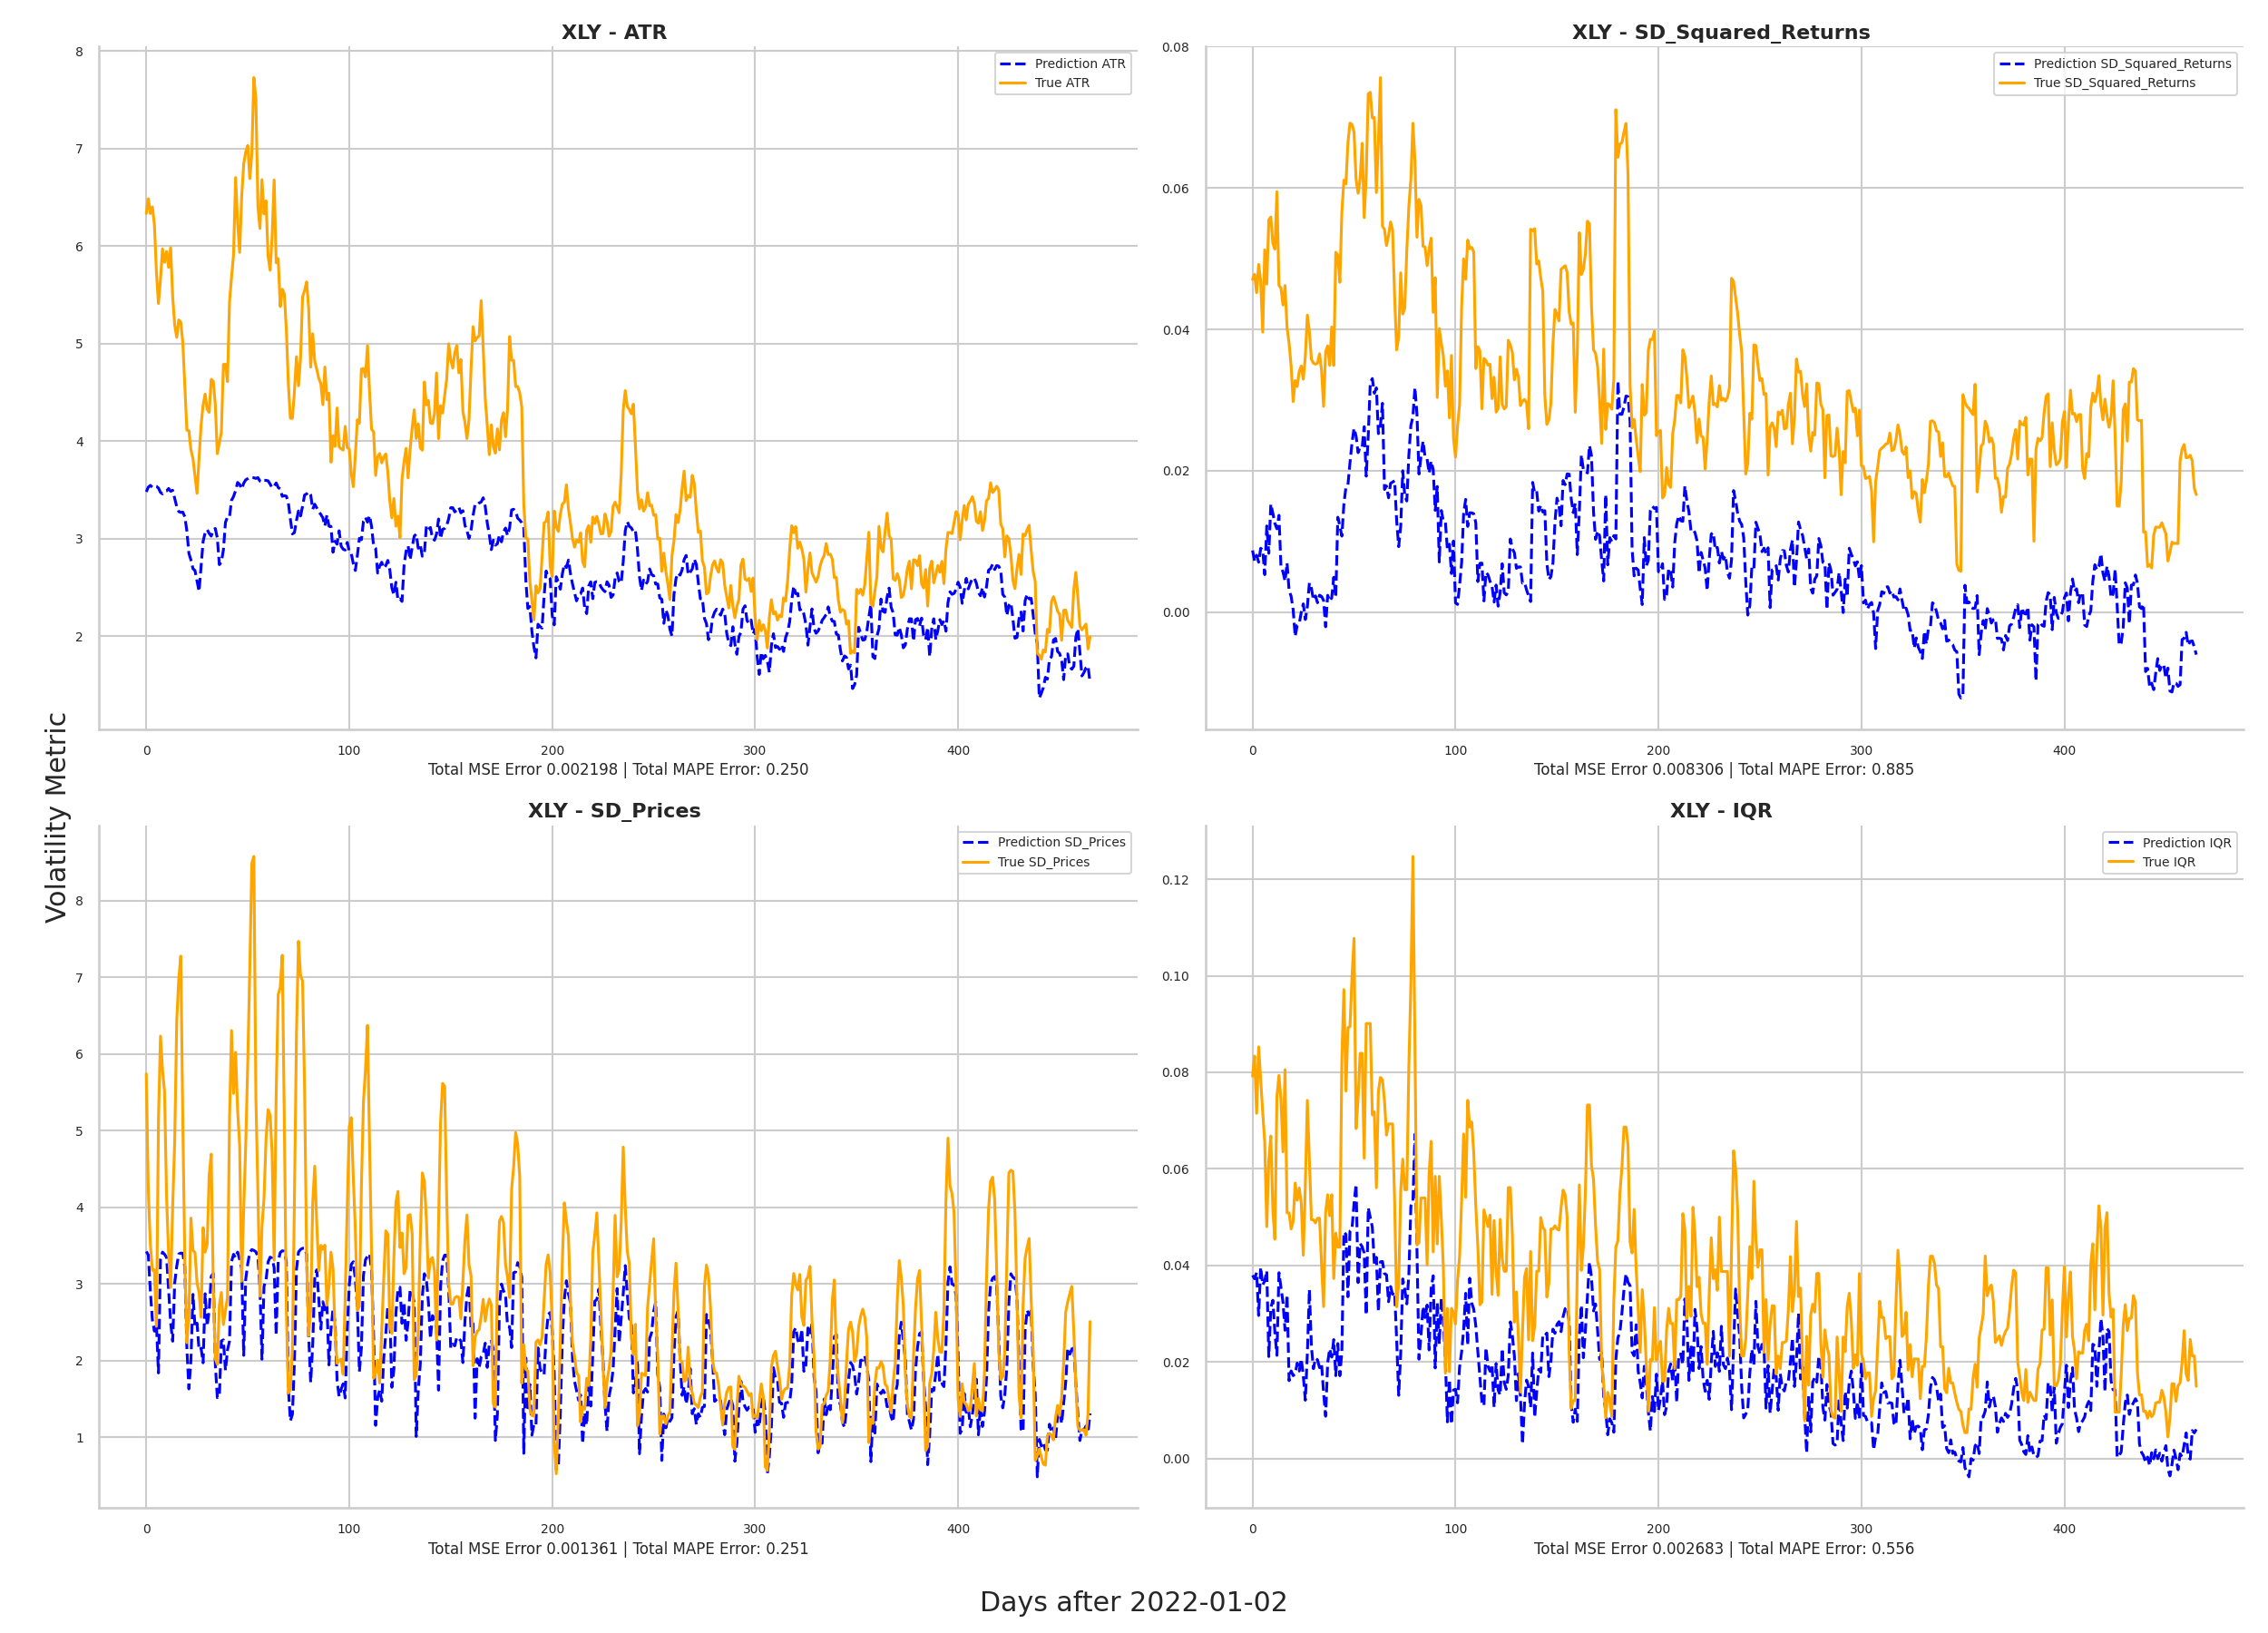 XLY - ATR
8
7
6
5
4
3
2
0
100
200
300
400
Prediction ATR
True ATR
Total MSE Error 0.002198 | Total MAPE Error: 0.250
XLY - SD_Squared_Returns
0.08
0.06
0.04
0.02
0.00
0
100
200
300
400
Prediction SD_Squared_Returns
True SD_Squared_Returns
Total MSE Error 0.008306 | Total MAPE Error: 0.885
Volatility Metric
XLY - SD_Prices
8
7
6
5
4
3
2
1
0
100
200
300
400
Prediction SD_Prices
True SD_Prices
Total MSE Error 0.001361 | Total MAPE Error: 0.251
XLY - IQR
0.12
0.10
0.08
0.06
0.04
0.02
0.00
0
100
200
300
400
Prediction IQR
True IQR
Total MSE Error 0.002683 | Total MAPE Error: 0.556
Days after 2022-01-02